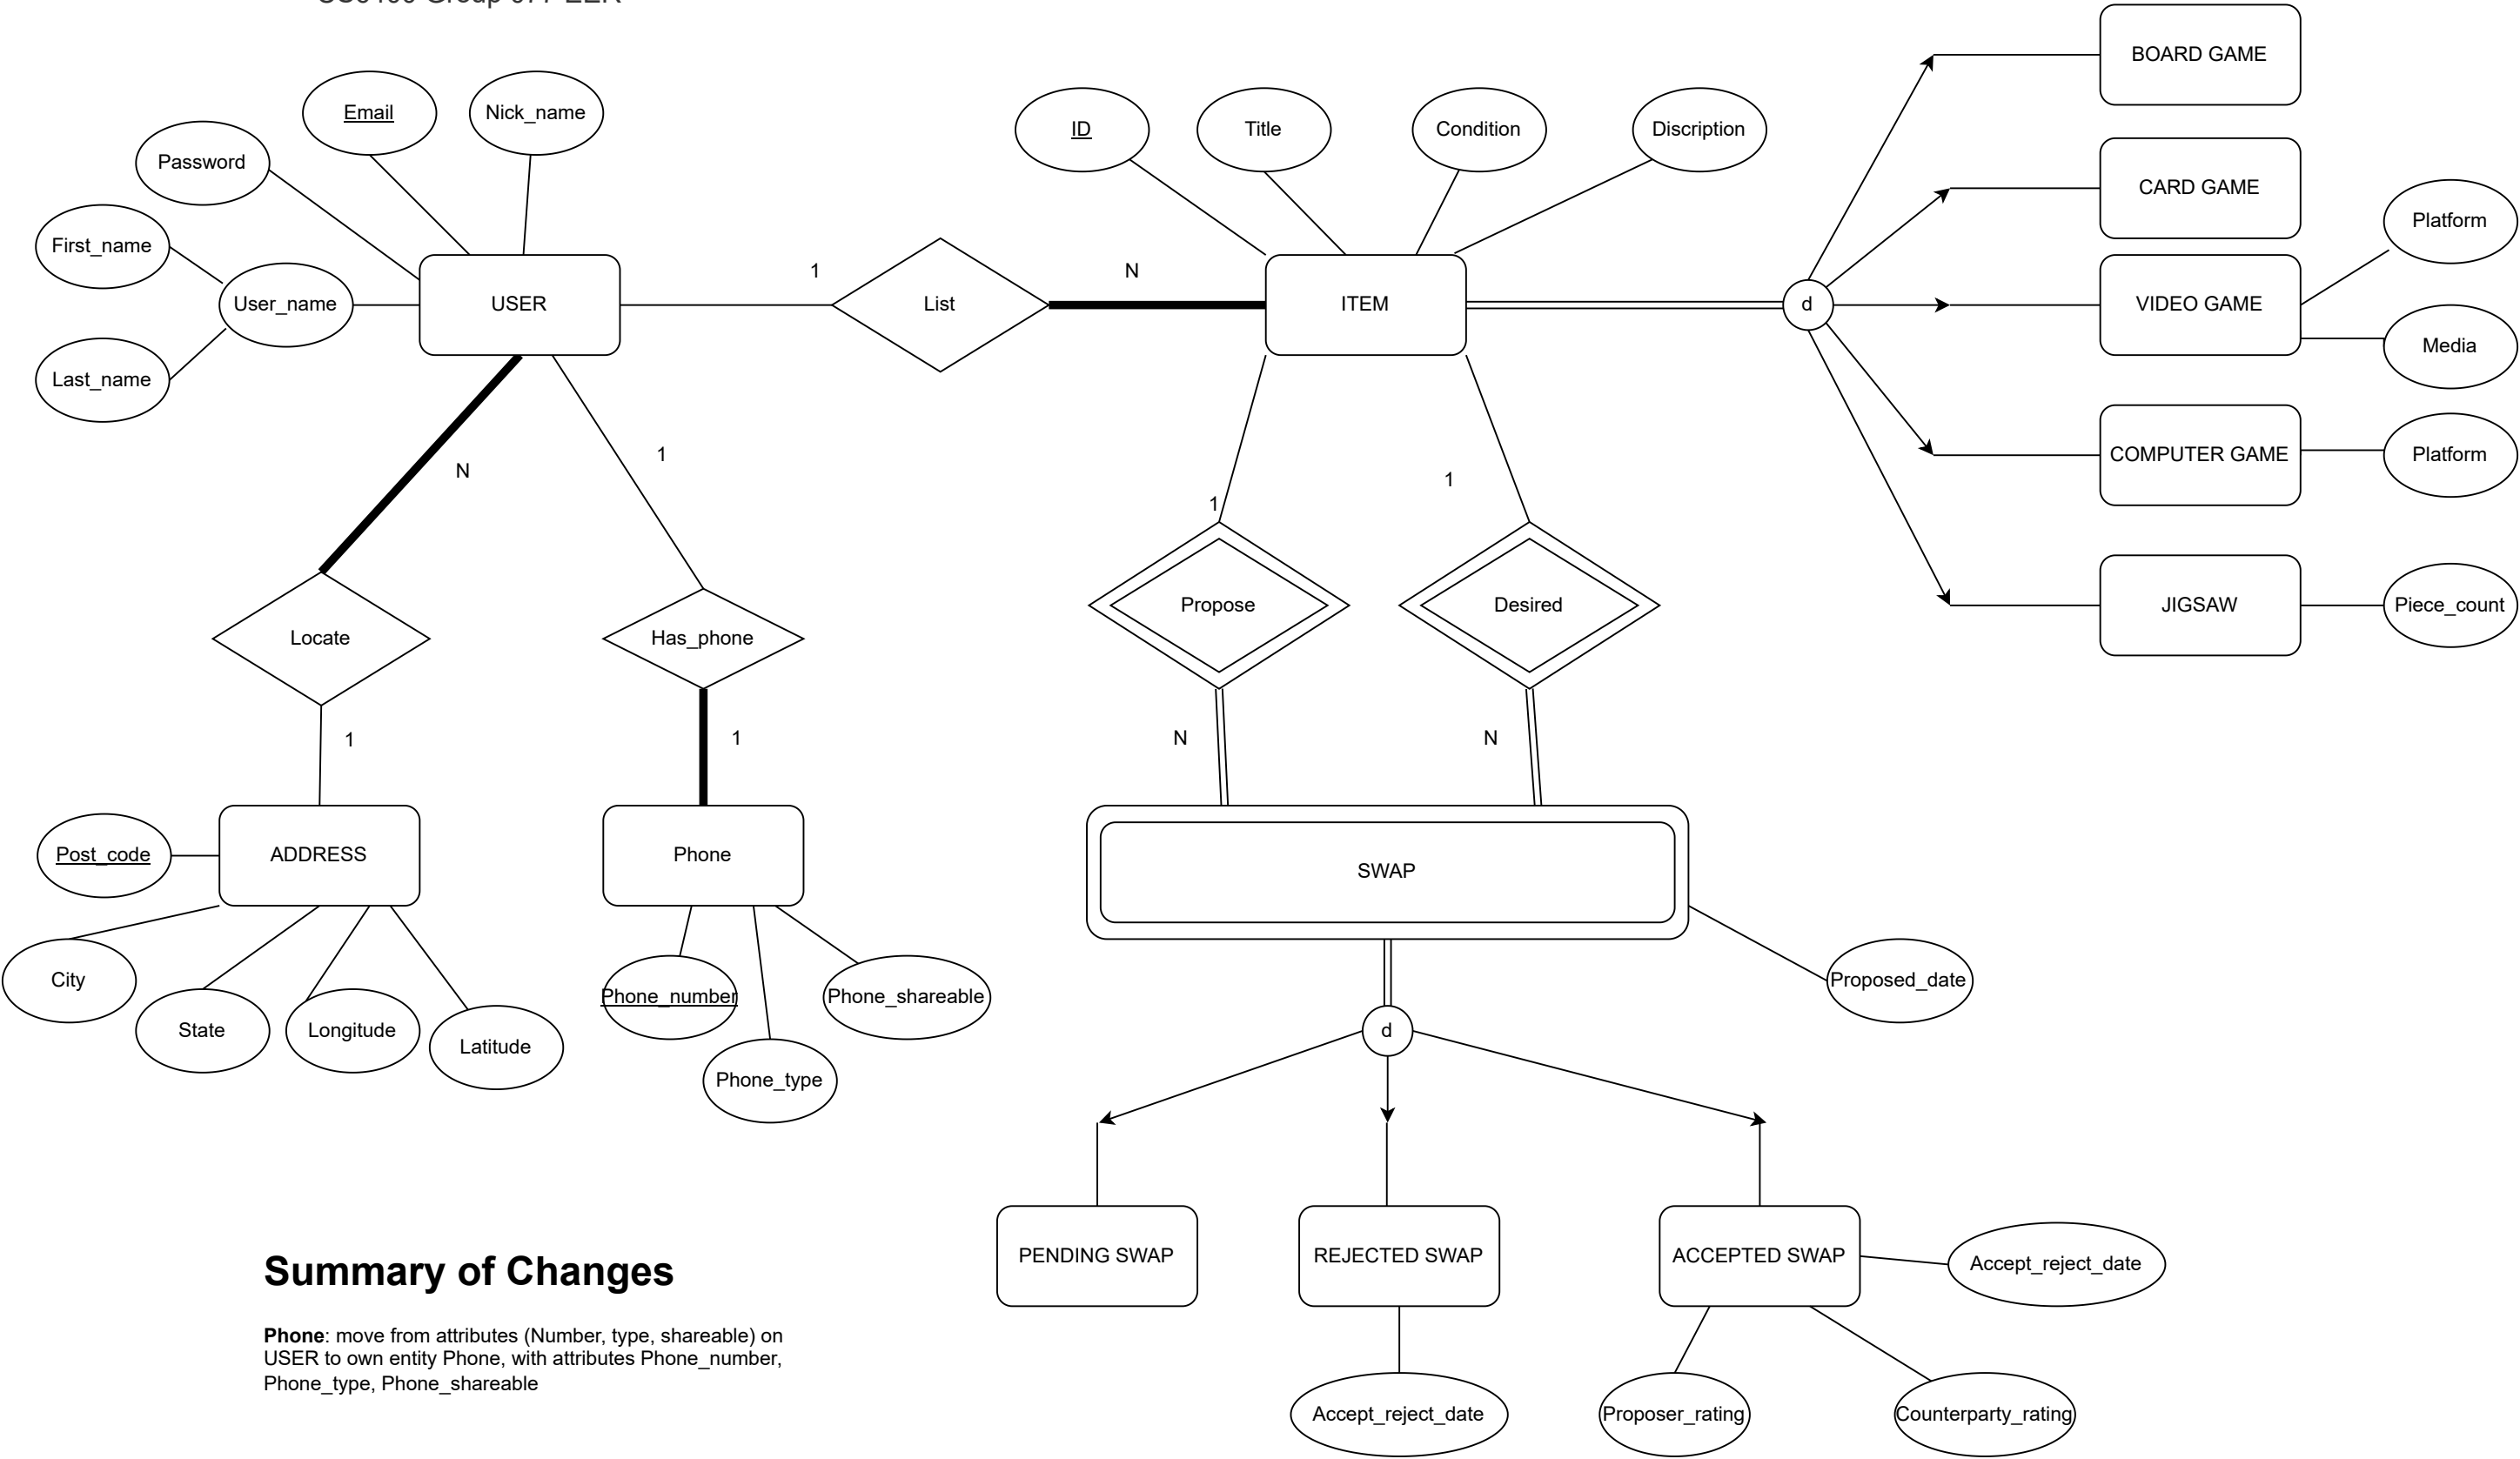 BOARD GAME
Email
Nick_name
ID
Title
Condition
Discription
Password
CARD GAME
Platform
First_name
User_name
USER
1
List
N
ITEM
d
VIDEO GAME
Media
Last_name
N
1
1
1
COMPUTER GAME
Platform
Locate
Has_phone
Propose
Desired
JIGSAW
Piece_count
1
1
N
N
Post_code
ADDRESS
Phone
SWAP
City
State
Longitude
Latitude
Phone_number
Phone_type
Phone_shareable
Proposed_date
d
PENDING SWAP
REJECTED SWAP
ACCEPTED SWAP
Accept_reject_date
Accept_reject_date
Proposer_rating
Counterparty_rating
Summary of Changes
Phone: move from attributes (Number, type, shareable) on
USER to own entity Phone, with attributes Phone_number,
Phone_type, Phone_shareable